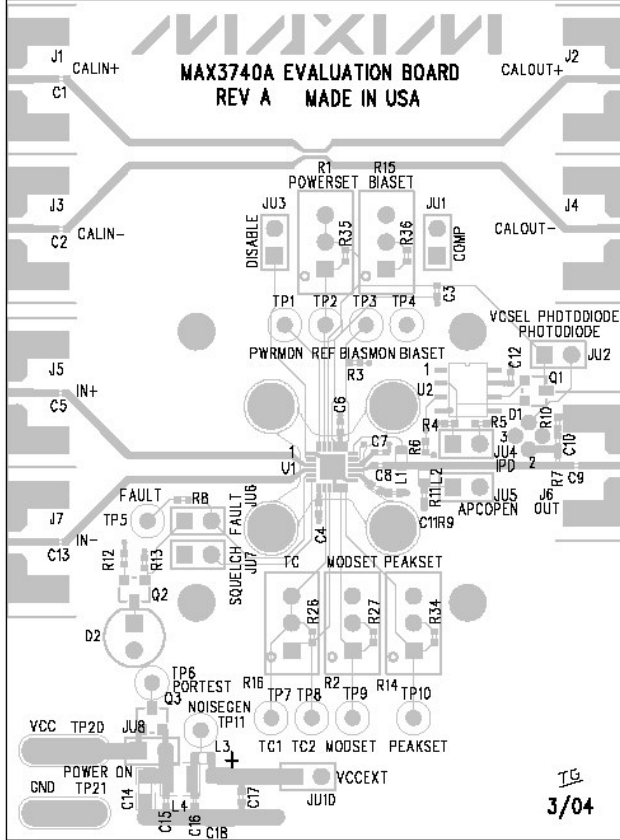 MAXIM
MAX3740A EVALUATION BOARD
REV A MADE IN USA
J1
CALIN+
C1
CALOUT+
J2
J3
C2
CALIN-
CALOUT-
J4
R1
POWERSET
R15
BIASET
JU3
DISABLE
R35
R36
JU1
COMP
C3
TP1
TP2
TP3
TP4
PWRMON
REF
BIASMON
BIASET
VCSEL PHOTODIODE
PHOTODIODE
JU2
J5
IN+
C5
R3
1
U2
C12
Q1
C6
R4
R5
D1
R10
C10
1
U1
C7
R6
C8
L1
L2
3
JU4
IPD
2
R7
C9
J7
IN-
C13
FAULT
TP5
R8
JU6
FAULT
JU7
SQUELCH
C4
R11
C11
R9
JU5
APCOPEN
J6
OUT
R12
R13
Q2
D2
TC
MODSET
PEAKSET
R26
R27
R34
R16
R2
R14
TP6
PORTEST
Q3
NOISEGEN
TP11
TP7
TP8
TP9
TP10
TC1
TC2
MODSET
PEAKSET
VCC
TP20
JU8
POWER ON
L3
+
VCCEXT
JU10
GND
TP21
C14
C15
L4
C16
C17
C18
TG
3/04